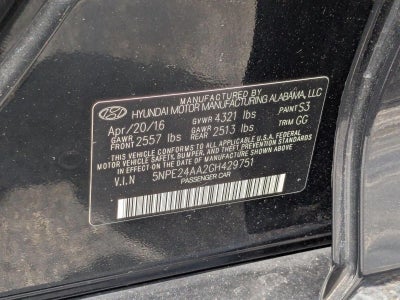 MANUFACTURED BY
HYUNDAI MOTOR MANUFACTURING ALABAMA, LLC
Apr/20/16 GVWR 4321 lbs PAINT S3
GAWR FRONT 2557 lbs GAWR REAR 2513 lbs TRIM GG
THIS VEHICLE CONFORMS TO ALL APPLICABLE U.S.A. FEDERAL
MOTOR VEHICLE SAFETY, BUMPER, AND THEFT PREVENTION STANDARDS
IN EFFECT ON THE DATE OF MANUFACTURE SHOWN ABOVE.
V.I.N 5NPE24AA2GH429751
PASSENGER CAR